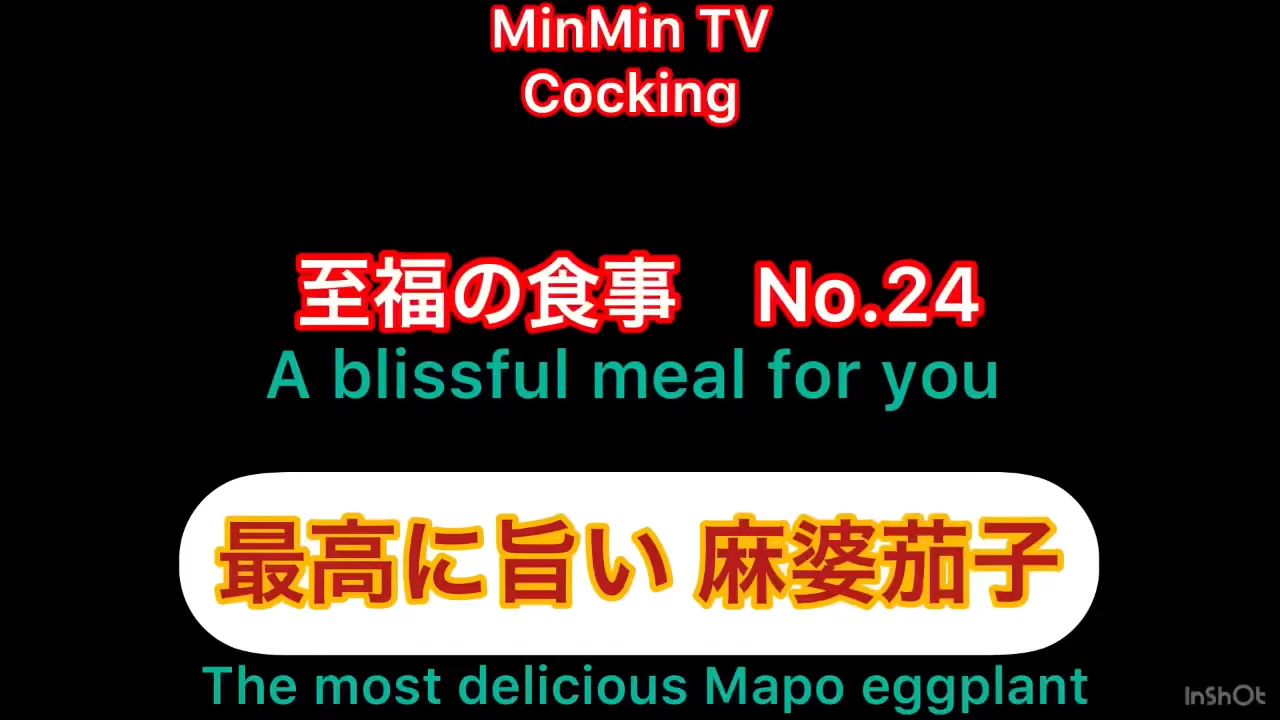 MinMin TV
Cocking
至福の食事　No.24
A blissful meal for you
最高に旨い 麻婆茄子
The most delicious Mapo eggplant
InShOt